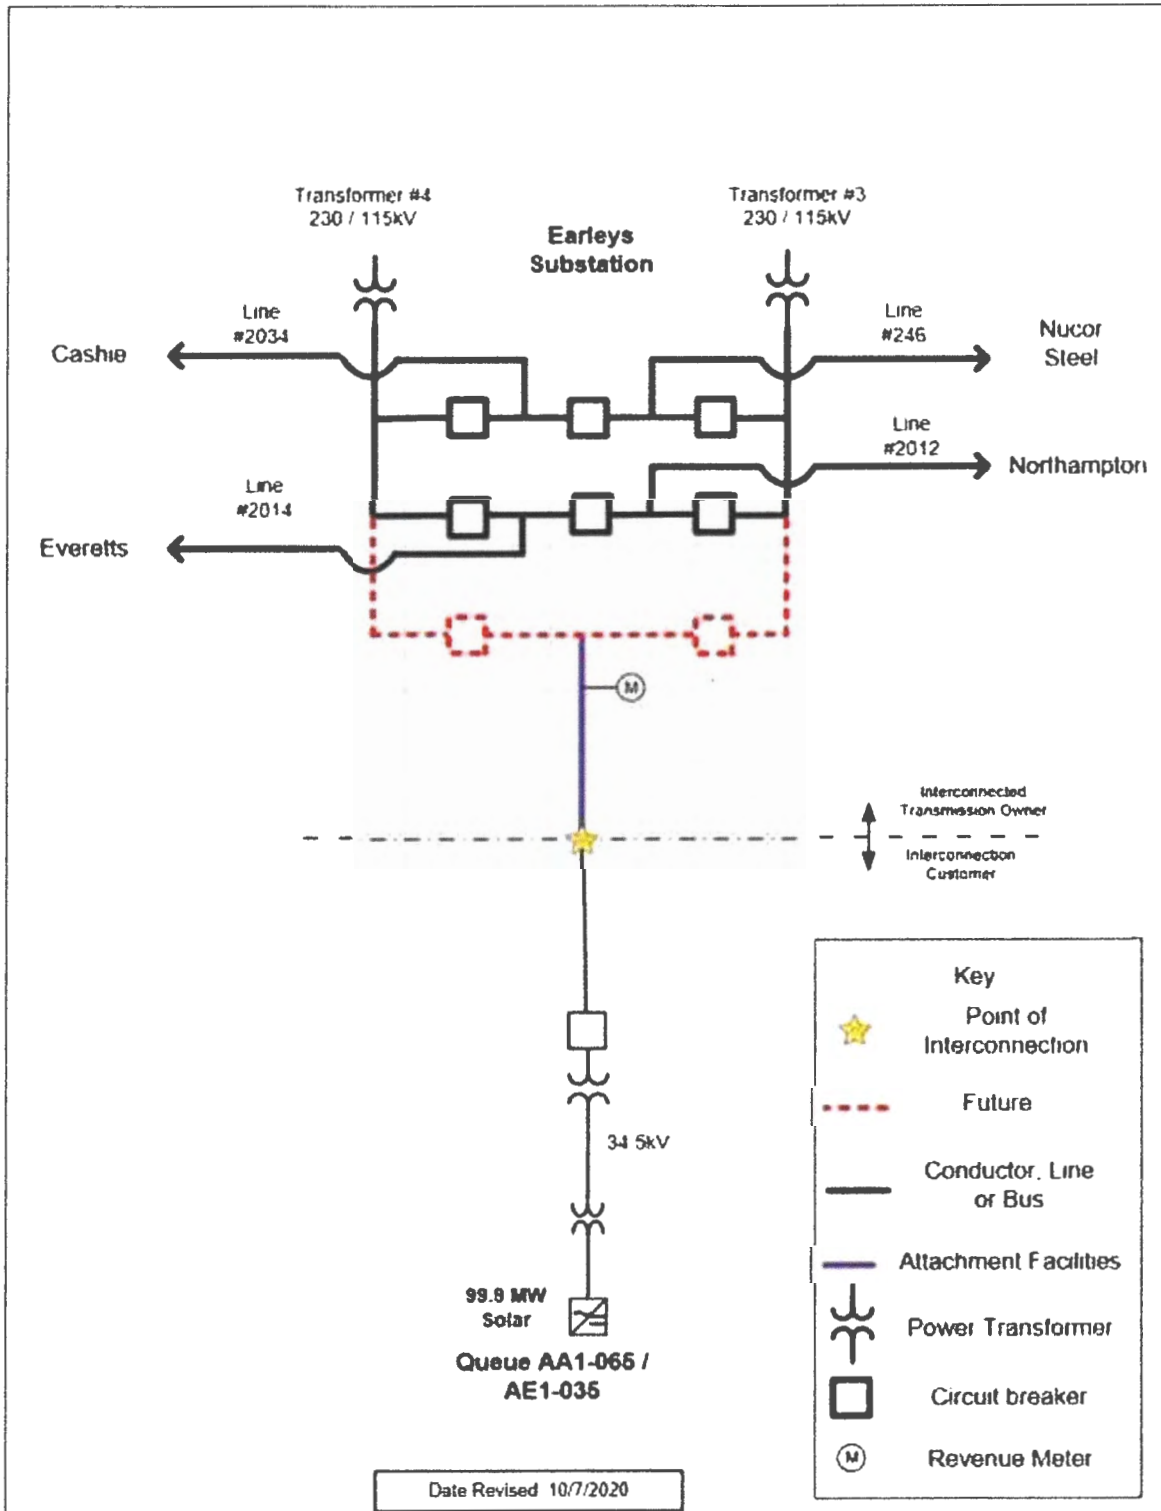 Transformer #4
230 / 115kV
Transformer #3
230 / 115kV
Earleys
Substation
Line
#2034
Cashie
Line
#246
Nucor
Steel
Line
#2012
Northampton
Line
#2014
Everetts
M
Interconnected
Transmission Owner
Interconnection
Customer
34 5kV
99.9 MW
Solar
Queue AA1-065 /
AE1-035
Key
Point of
Interconnection
Future
Conductor, Line
or Bus
Attachment Facilities
Power Transformer
Circuit breaker
M
Revenue Meter
Date Revised 10/7/2020